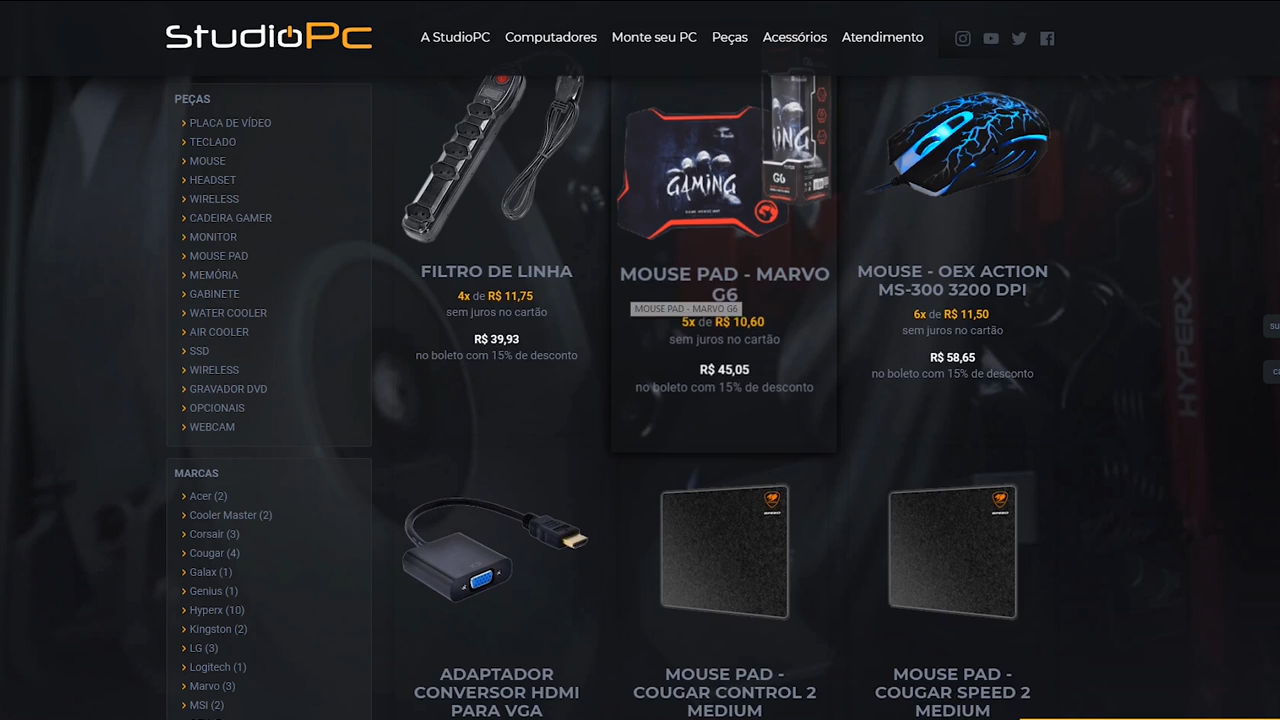 StudioPc
A StudioPC
Computadores
Monte seu PC
Peças
Acessórios
Atendimento
PEÇAS
PLACA DE VÍDEO
TECLADO
MOUSE
HEADSET
WIRELESS
CADEIRA GAMER
MONITOR
MOUSE PAD
MEMÓRIA
GABINETE
WATER COOLER
AIR COOLER
SSD
WIRELESS
GRAVADOR DVD
OPCIONAIS
WEBCAM
MARCAS
Acer (2)
Cooler Master (2)
Corsair (3)
Cougar (4)
Galax (1)
Genius (1)
Hyperx (10)
Kingston (2)
LG (3)
Logitech (1)
Marvo (3)
MSI (2)
FILTRO DE LINHA
4x de R$ 11,75
sem juros no cartão
R$ 39,93
no boleto com 15% de desconto
GAMING
G6
MOUSE PAD - MARVO
G6
MOUSE PAD - MARVO G6
5x de R$ 10,60
sem juros no cartão
R$ 45,05
no boleto com 15% de desconto
MOUSE - OEX ACTION
MS-300 3200 DPI
6x de R$ 11,50
sem juros no cartão
R$ 58,65
no boleto com 15% de desconto
ADAPTADOR
CONVERSOR HDMI
PARA VGA
SPEED
MOUSE PAD -
COUGAR CONTROL 2
MEDIUM
SPEED
MOUSE PAD -
COUGAR SPEED 2
MEDIUM
HYPERX